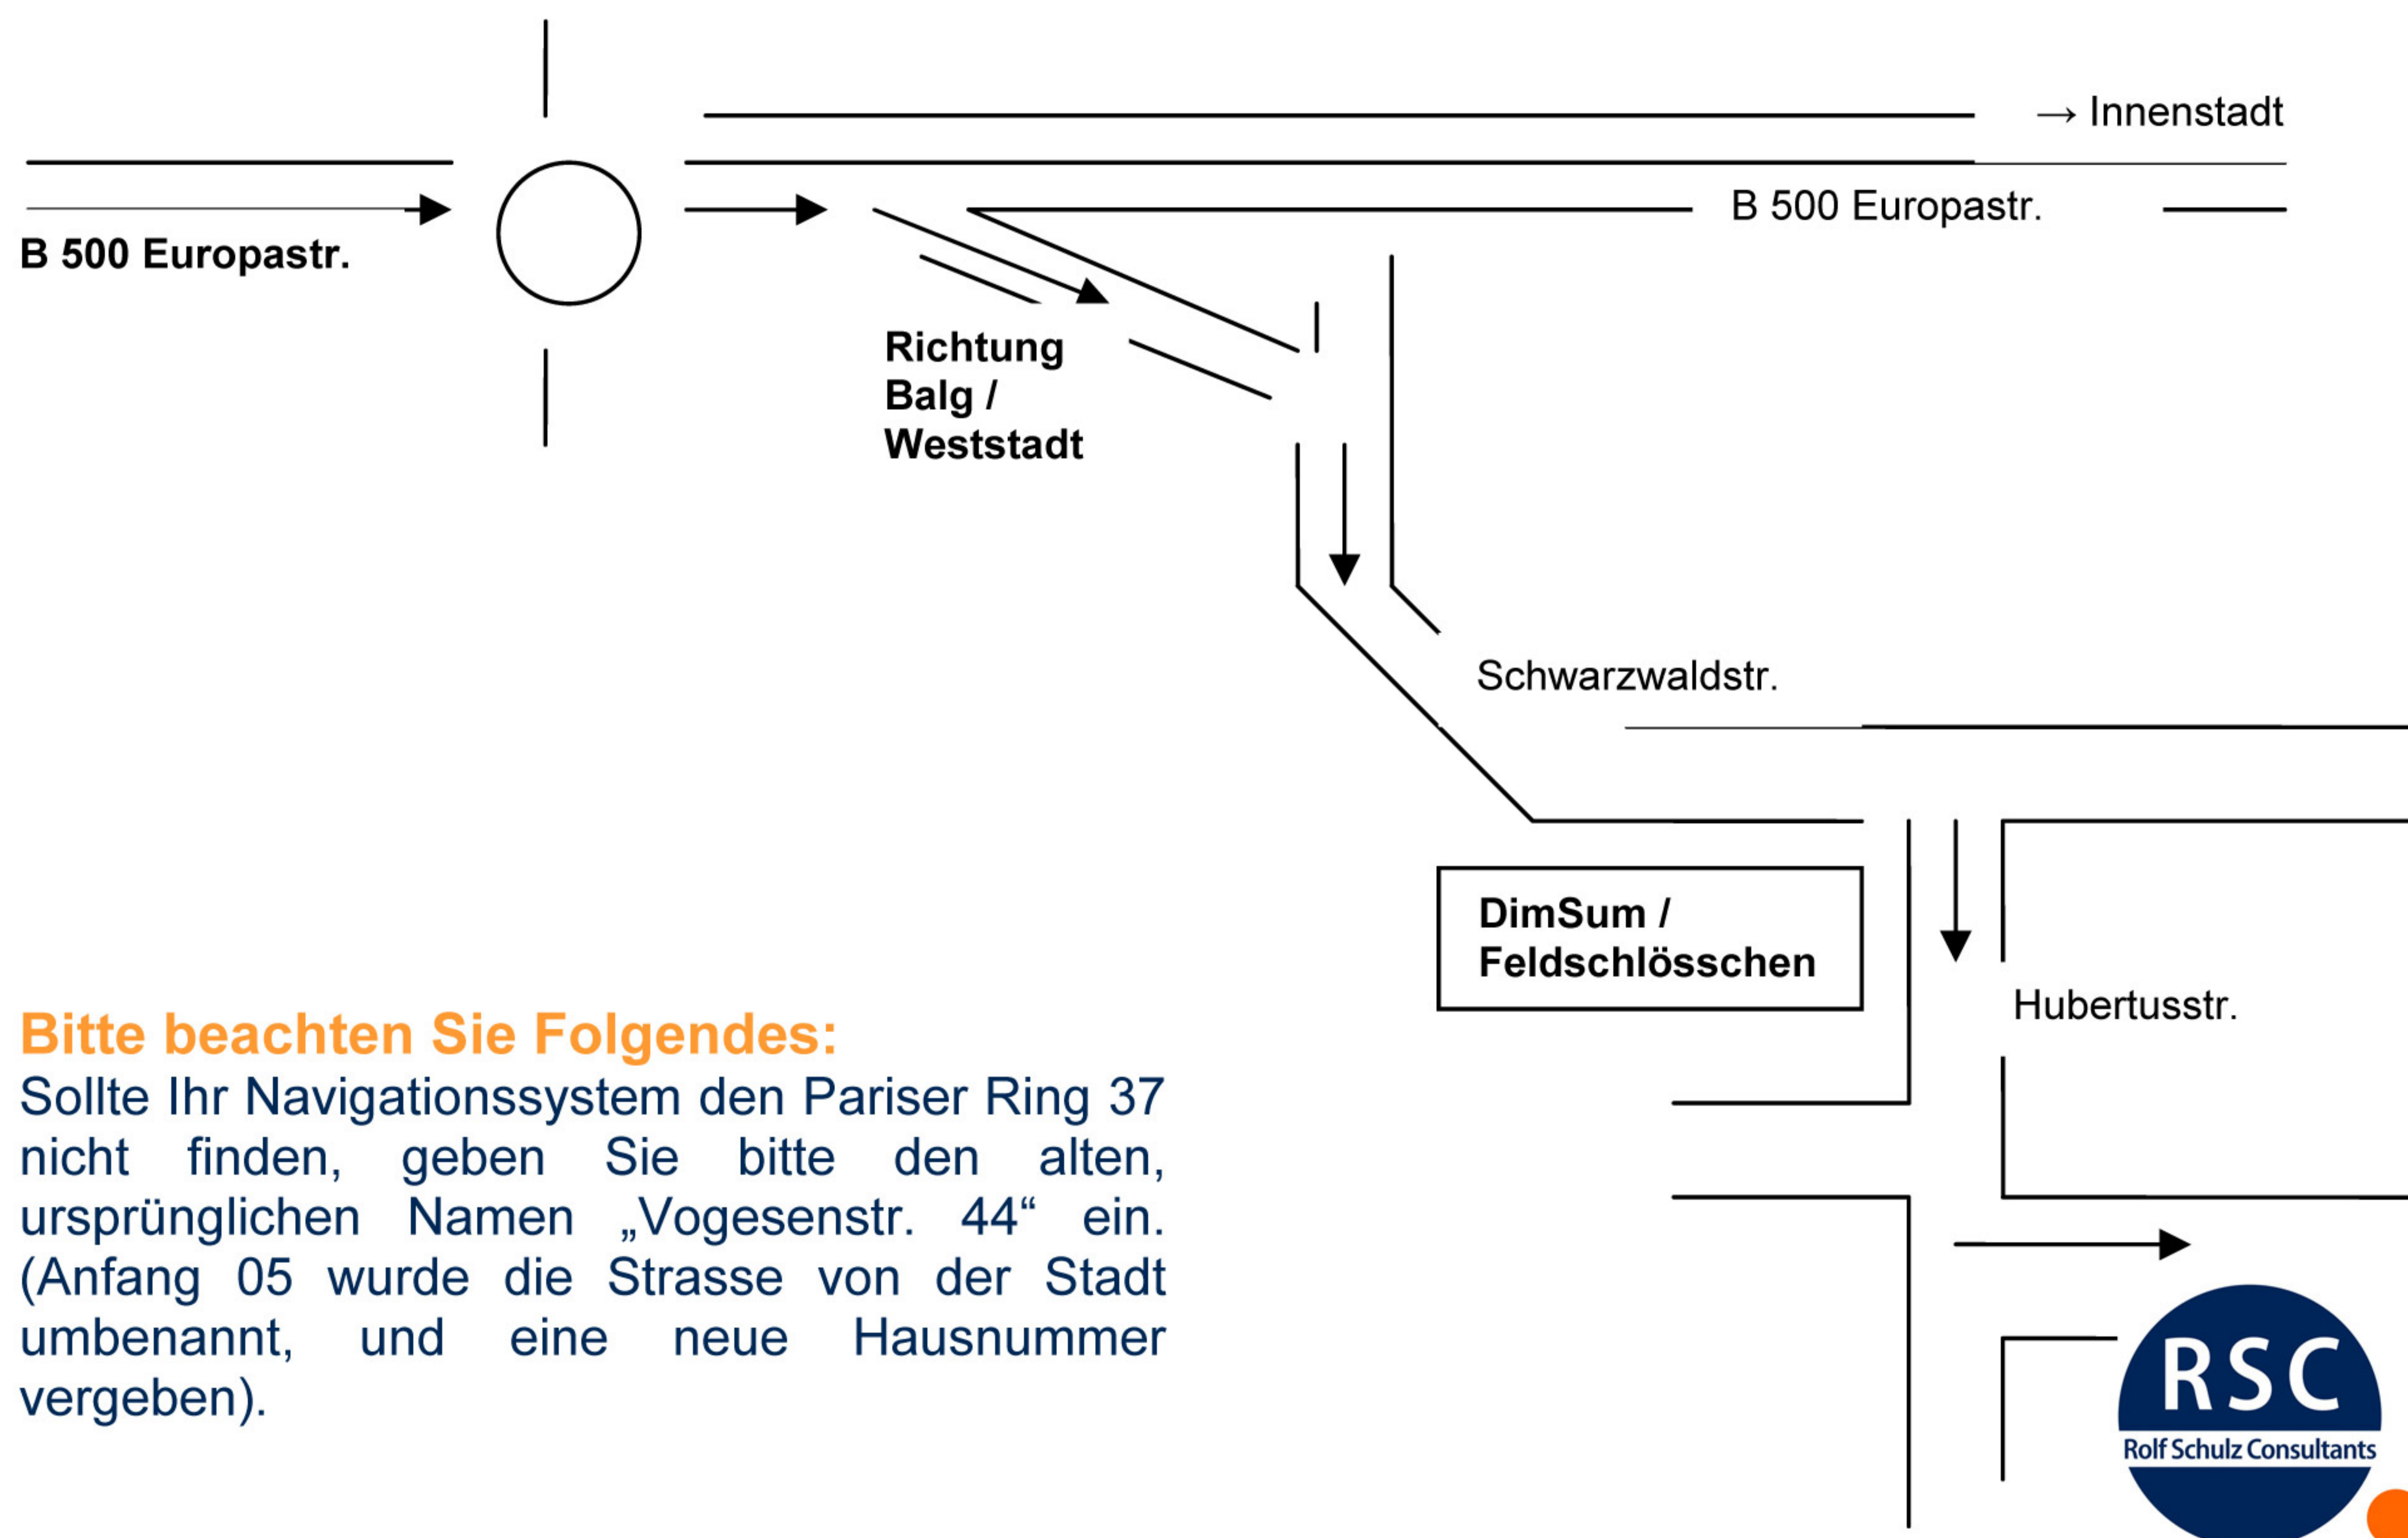 → Innenstadt
B 500 Europastr.
B 500 Europastr.
Richtung
Balg /
Weststadt
Schwarzwaldstr.
DimSum /
Feldschlösschen
Hubertusstr.
Bitte beachten Sie Folgendes:
Sollte Ihr Navigationssystem den Pariser Ring 37
nicht finden, geben Sie bitte den alten,
ursprünglichen Namen „Vogesenstr. 44“ ein.
(Anfang 05 wurde die Strasse von der Stadt
umbenannt, und eine neue Hausnummer
vergeben).
RSC
Rolf Schulz Consultants